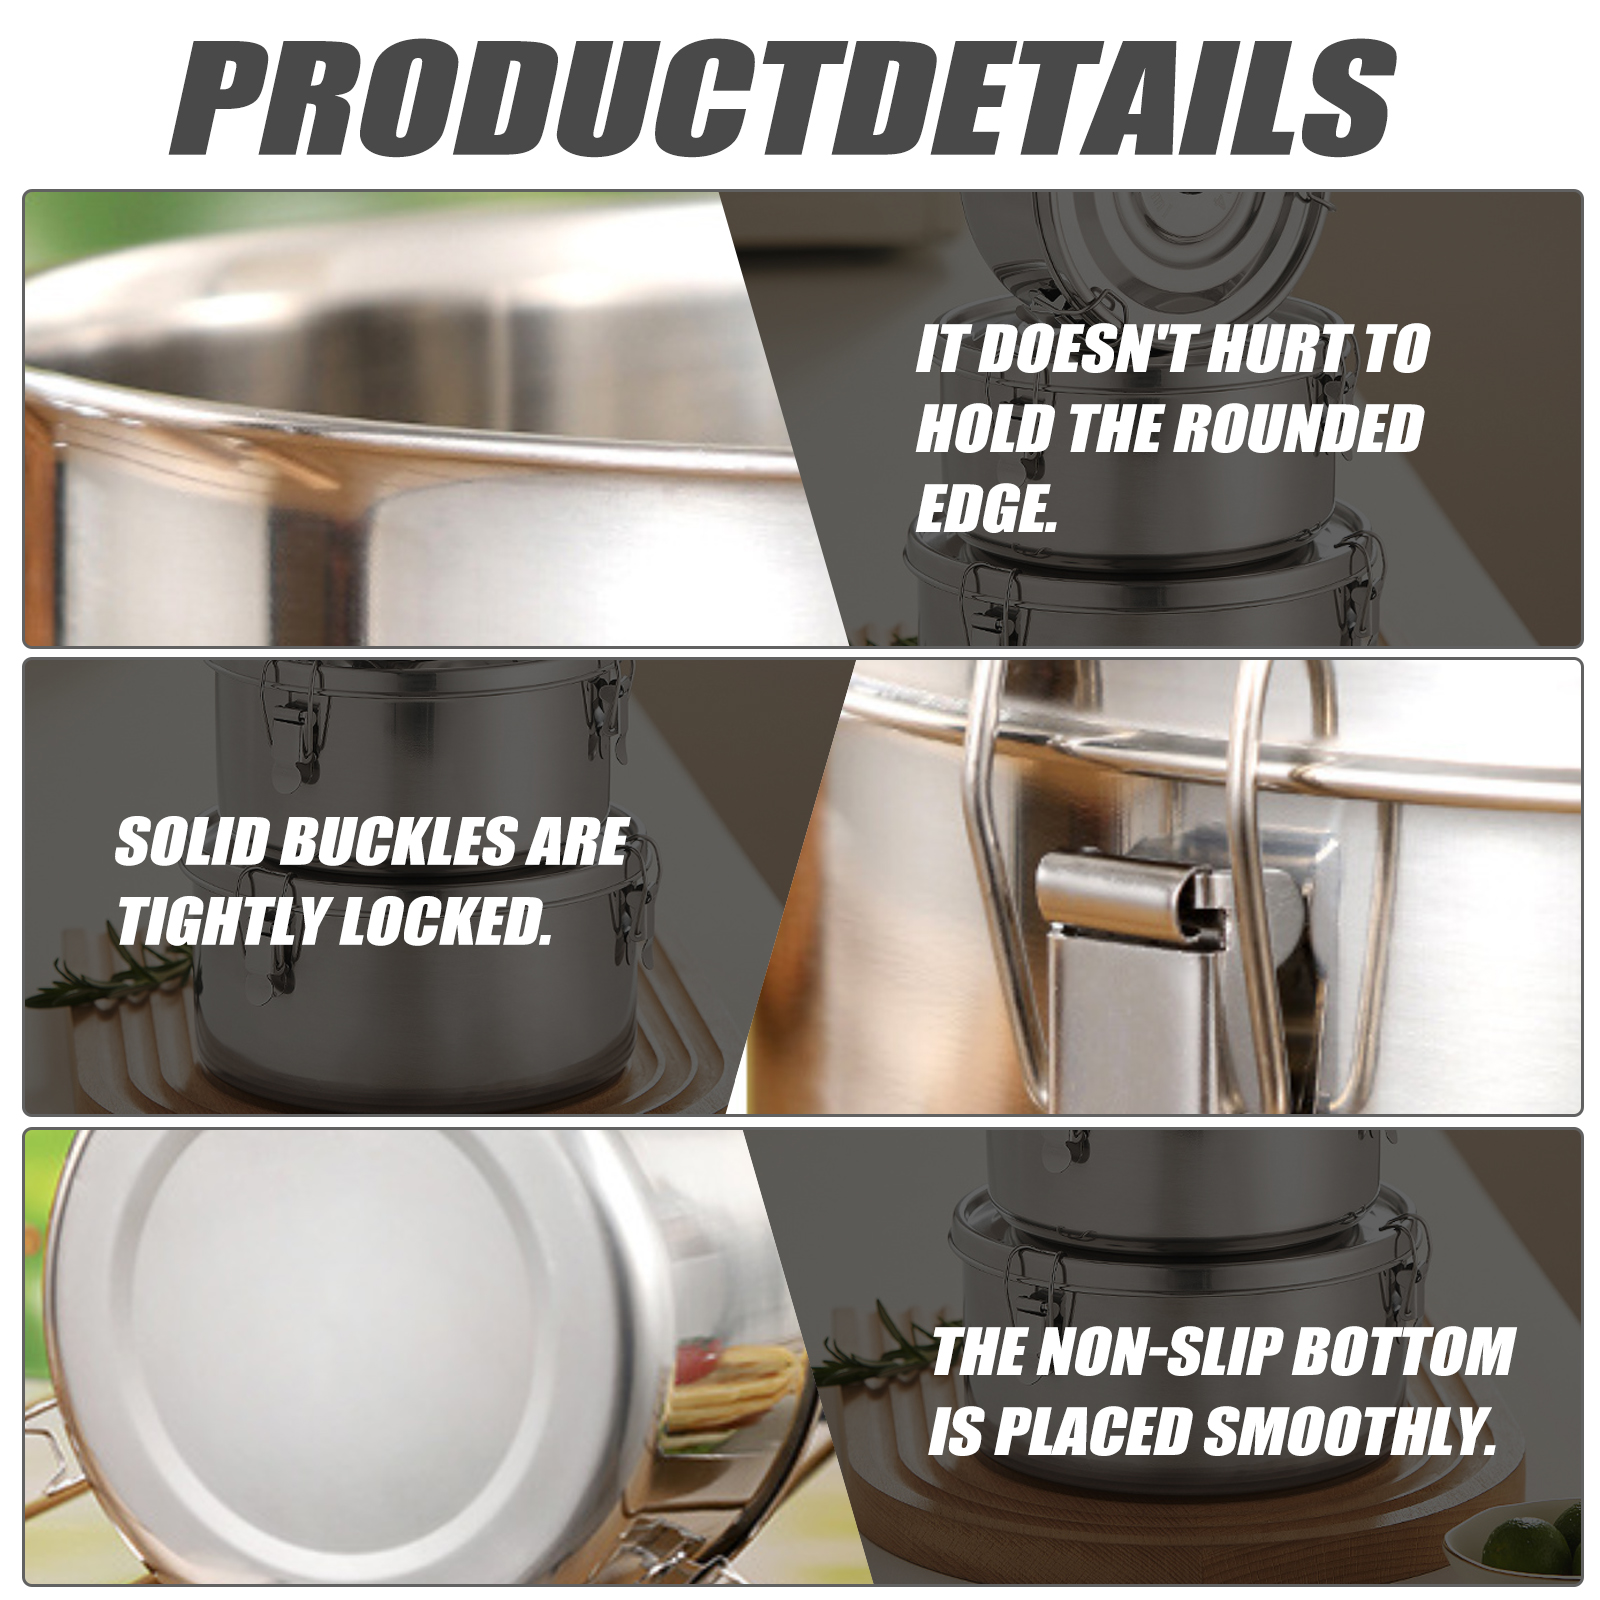 PRODUCTDETAILS
IT DOESN'T HURT TO
HOLD THE ROUNDED
EDGE.
SOLID BUCKLES ARE
TIGHTLY LOCKED.
THE NON-SLIP BOTTOM
IS PLACED SMOOTHLY.